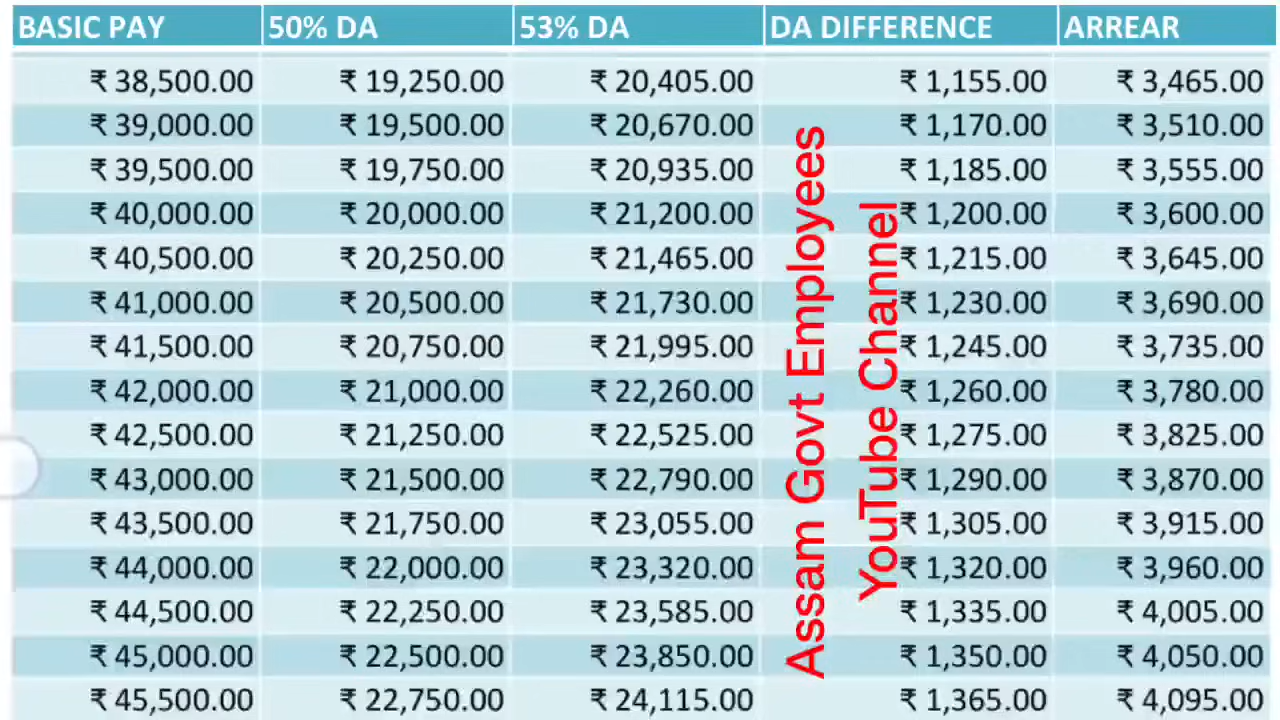 BASIC PAY 50% DA 53% DA DA DIFFERENCE ARREAR
₹ 38,500.00 ₹ 19,250.00 ₹ 20,405.00 ₹ 1,155.00 ₹ 3,465.00
₹ 39,000.00 ₹ 19,500.00 ₹ 20,670.00 ₹ 1,170.00 ₹ 3,510.00
₹ 39,500.00 ₹ 19,750.00 ₹ 20,935.00 ₹ 1,185.00 ₹ 3,555.00
₹ 40,000.00 ₹ 20,000.00 ₹ 21,200.00 ₹ 1,200.00 ₹ 3,600.00
₹ 40,500.00 ₹ 20,250.00 ₹ 21,465.00 ₹ 1,215.00 ₹ 3,645.00
₹ 41,000.00 ₹ 20,500.00 ₹ 21,730.00 ₹ 1,230.00 ₹ 3,690.00
₹ 41,500.00 ₹ 20,750.00 ₹ 21,995.00 ₹ 1,245.00 ₹ 3,735.00
₹ 42,000.00 ₹ 21,000.00 ₹ 22,260.00 ₹ 1,260.00 ₹ 3,780.00
₹ 42,500.00 ₹ 21,250.00 ₹ 22,525.00 ₹ 1,275.00 ₹ 3,825.00
₹ 43,000.00 ₹ 21,500.00 ₹ 22,790.00 ₹ 1,290.00 ₹ 3,870.00
₹ 43,500.00 ₹ 21,750.00 ₹ 23,055.00 ₹ 1,305.00 ₹ 3,915.00
₹ 44,000.00 ₹ 22,000.00 ₹ 23,320.00 ₹ 1,320.00 ₹ 3,960.00
₹ 44,500.00 ₹ 22,250.00 ₹ 23,585.00 ₹ 1,335.00 ₹ 4,005.00
₹ 45,000.00 ₹ 22,500.00 ₹ 23,850.00 ₹ 1,350.00 ₹ 4,050.00
₹ 45,500.00 ₹ 22,750.00 ₹ 24,115.00 ₹ 1,365.00 ₹ 4,095.00
Assam Govt Employees
YouTube Channel